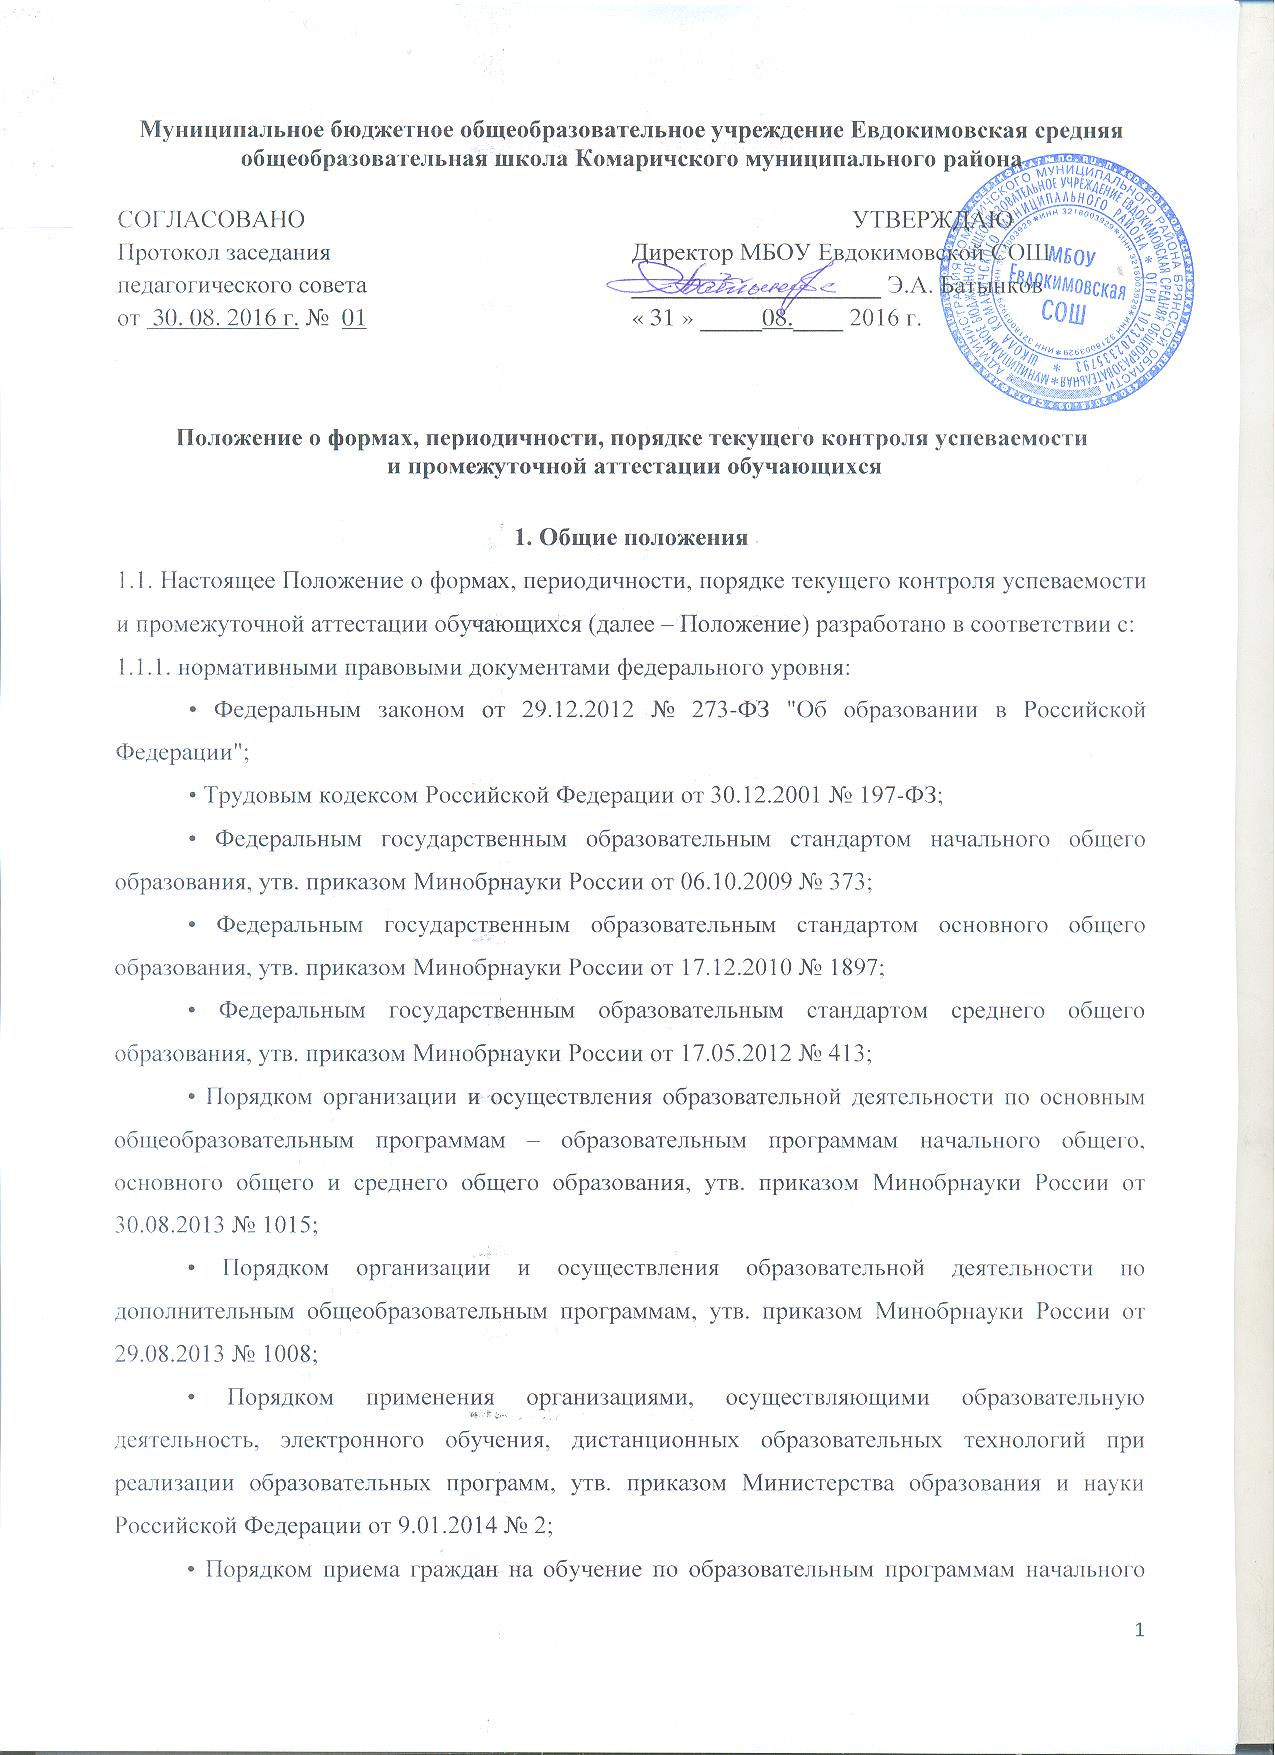 Муниципальное бюджетное общеобразовательное учреждение Евдокимовская средняя
общеобразовательная школа Комаричского муниципального района
СОГЛАСОВАНО
Протокол заседания
педагогического совета
от 30. 08. 2016 г. № 01
УТВЕРЖДАЮ
Директор МБОУ Евдокимовской СОШ
Э.А. Батынков
« 31 » 08. 2016 г.
МБОУ
Евдокимовская
СОШ
Положение о формах, периодичности, порядке текущего контроля успеваемости
и промежуточной аттестации обучающихся
1. Общие положения
1.1. Настоящее Положение о формах, периодичности, порядке текущего контроля успеваемости
и промежуточной аттестации обучающихся (далее – Положение) разработано в соответствии с:
1.1.1. нормативными правовыми документами федерального уровня:
• Федеральным законом от 29.12.2012 № 273-ФЗ "Об образовании в Российской
Федерации";
• Трудовым кодексом Российской Федерации от 30.12.2001 № 197-ФЗ;
• Федеральным государственным образовательным стандартом начального общего
образования, утв. приказом Минобрнауки России от 06.10.2009 № 373;
• Федеральным государственным образовательным стандартом основного общего
образования, утв. приказом Минобрнауки России от 17.12.2010 № 1897;
• Федеральным государственным образовательным стандартом среднего общего
образования, утв. приказом Минобрнауки России от 17.05.2012 № 413;
• Порядком организации и осуществления образовательной деятельности по основным
общеобразовательным программам – образовательным программам начального общего,
основного общего и среднего общего образования, утв. приказом Минобрнауки России от
30.08.2013 № 1015;
• Порядком организации и осуществления образовательной деятельности по
дополнительным общеобразовательным программам, утв. приказом Минобрнауки России от
29.08.2013 № 1008;
• Порядком применения организациями, осуществляющими образовательную
деятельность, электронного обучения, дистанционных образовательных технологий при
реализации образовательных программ, утв. приказом Министерства образования и науки
Российской Федерации от 9.01.2014 № 2;
• Порядком приема граждан на обучение по образовательным программам начального
1